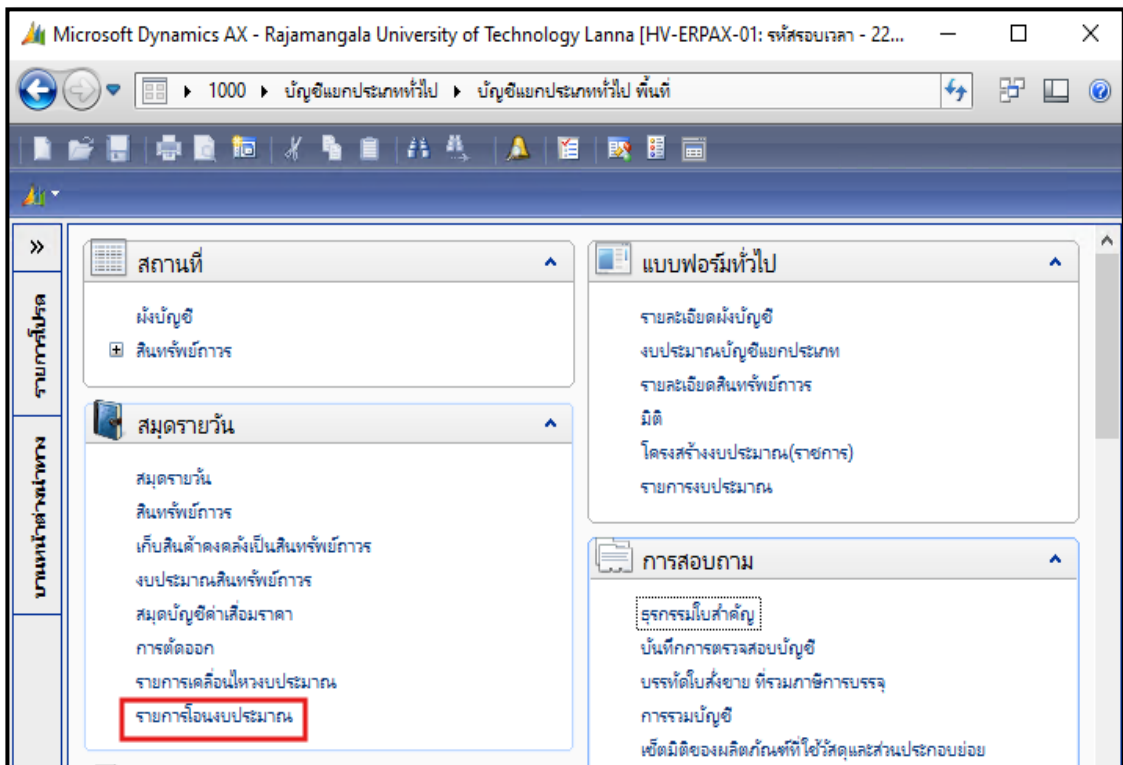 Microsoft Dynamics AX - Rajamangala University of Technology Lanna [HV-ERPAX-01: รหัสรอบเวลา - 22...
1000 บัญชีแยกประเภททั่วไป บัญชีแยกประเภททั่วไป พื้นที่
รายการโปรด
บานหน้าต่างนำทาง
สถานที่
ผังบัญชี
สินทรัพย์ถาวร
สมุดรายวัน
สมุดรายวัน
สินทรัพย์ถาวร
เก็บสินค้าคงคลังเป็นสินทรัพย์ถาวร
งบประมาณสินทรัพย์ถาวร
สมุดบัญชีค่าเสื่อมราคา
การตัดออก
รายการเคลื่อนไหวงบประมาณ
รายการโอนงบประมาณ
แบบฟอร์มทั่วไป
รายละเอียดผังบัญชี
งบประมาณบัญชีแยกประเภท
รายละเอียดสินทรัพย์ถาวร
มิติ
โครงสร้างงบประมาณ(ราชการ)
รายการงบประมาณ
การสอบถาม
ธุรกรรมใบสำคัญ
บันทึกการตรวจสอบบัญชี
บรรทัดใบสั่งขาย ที่รวมภาษีการบรรจุ
การรวมบัญชี
เซ็ตมิติของผลิตภัณฑ์ที่ใช้วัสดุและส่วนประกอบย่อย